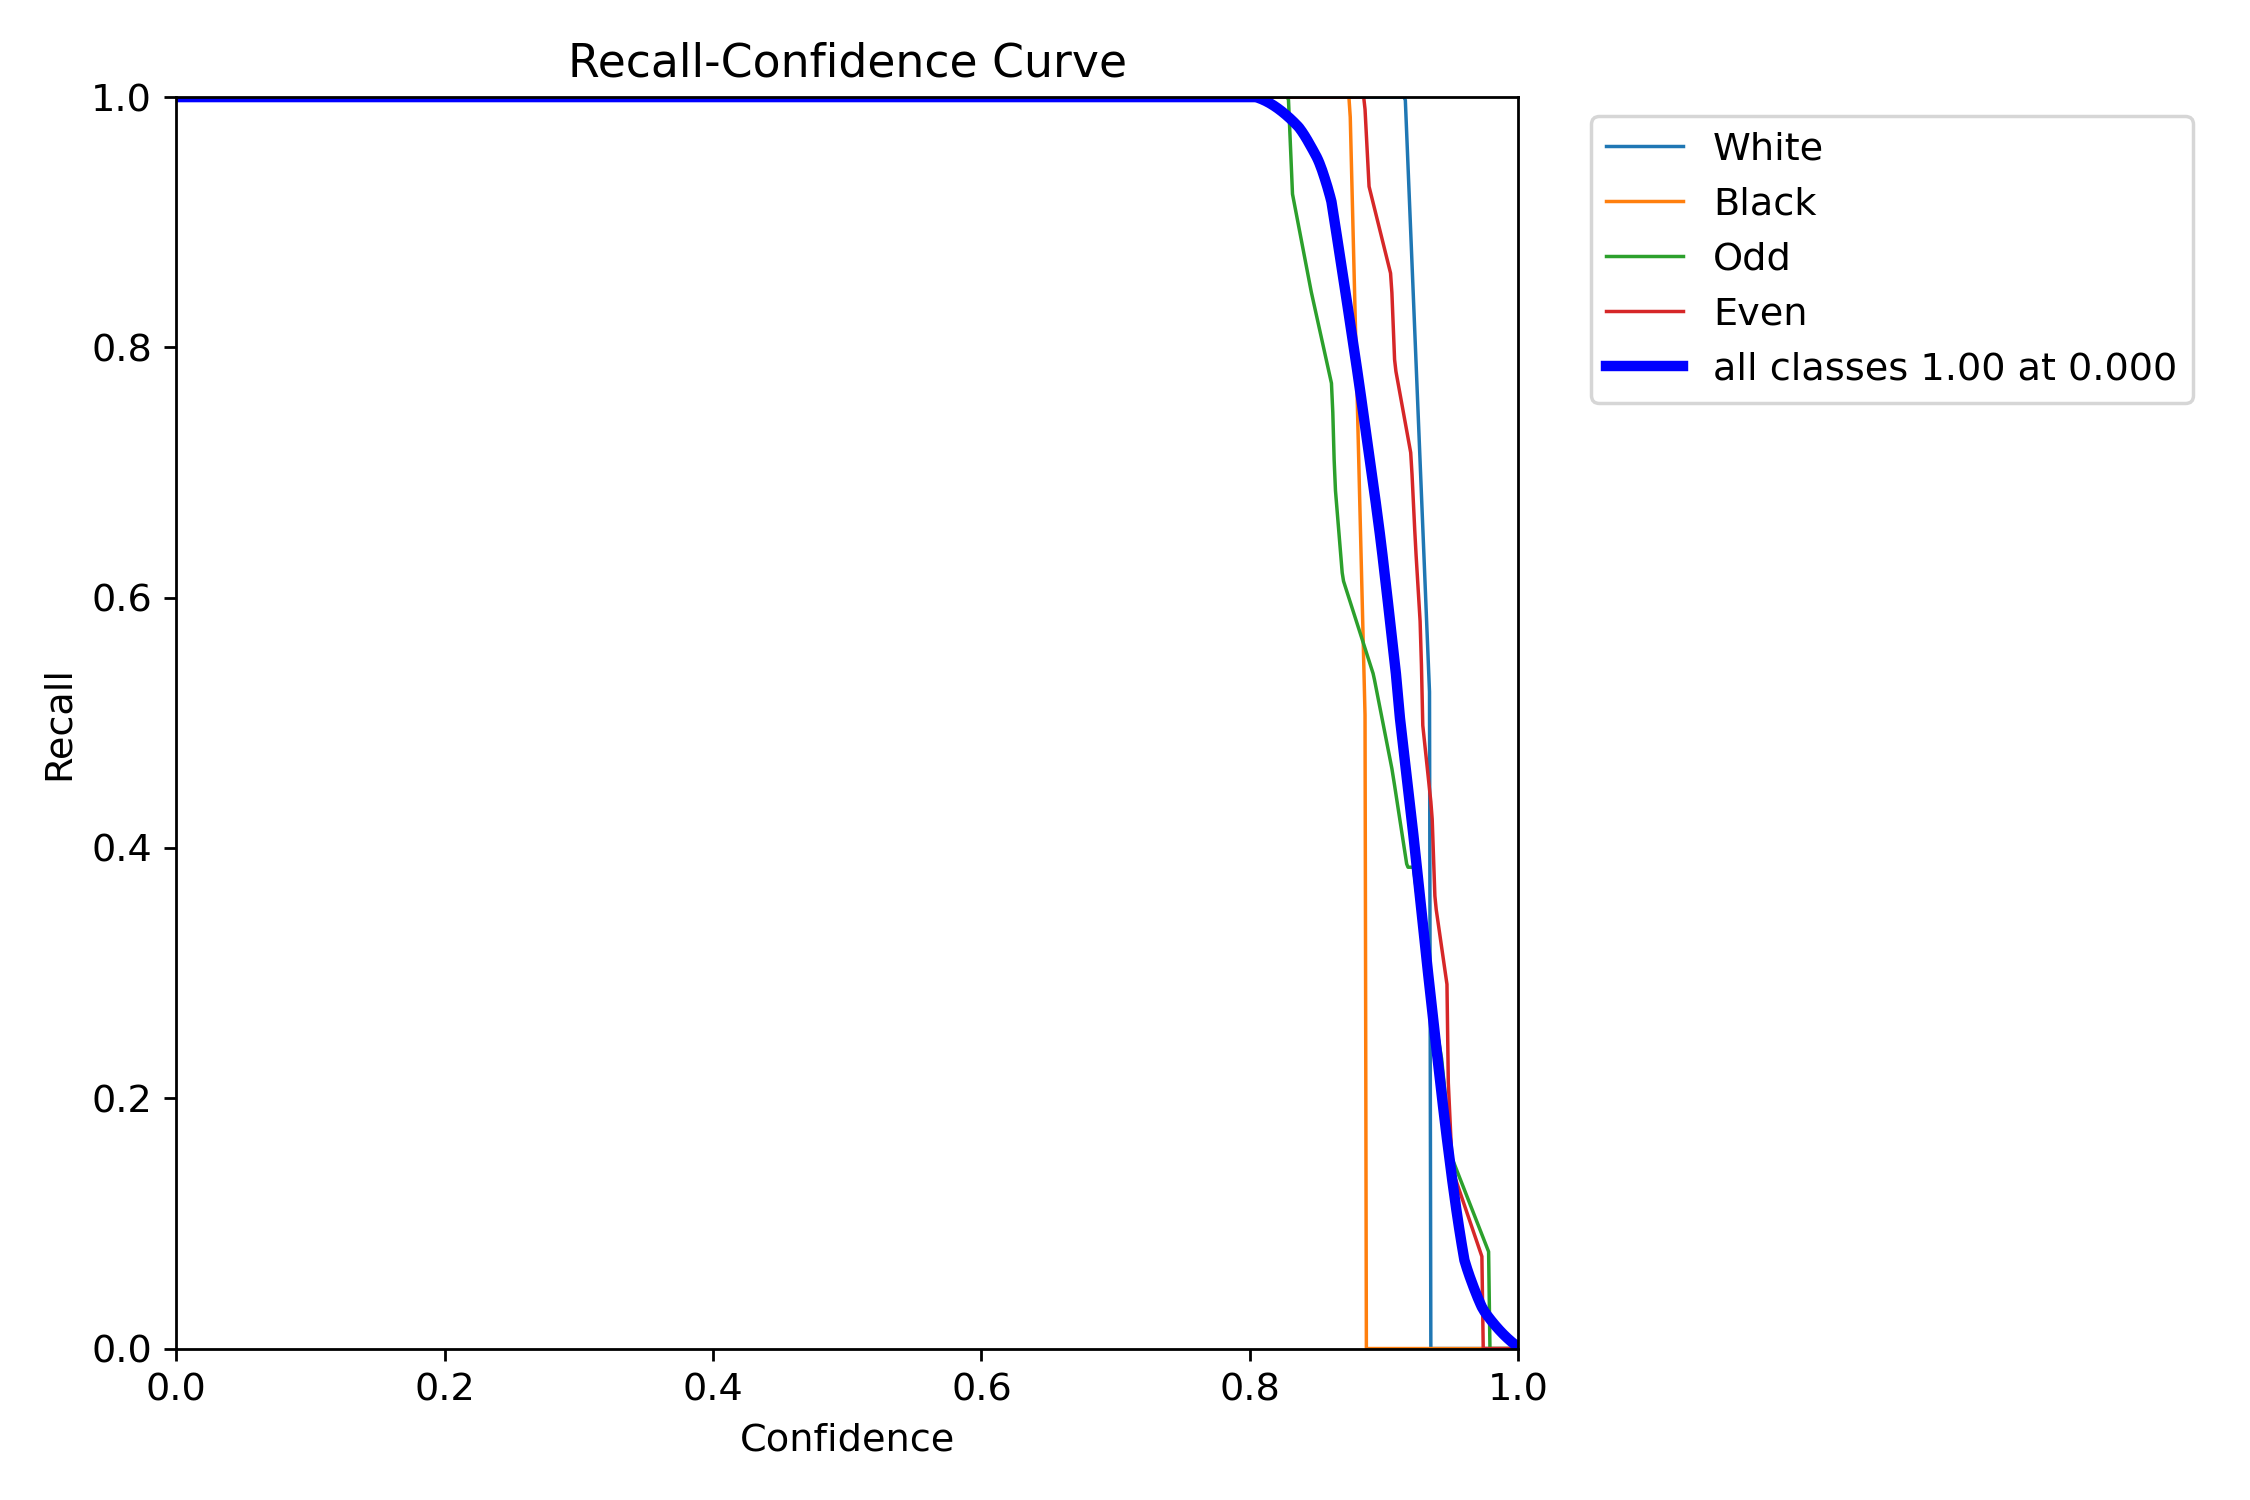 Recall-Confidence Curve
1.0
0.8
0.6
0.4
0.2
0.0
Recall
0.0 0.2 0.4 0.6 0.8 1.0
Confidence
White
Black
Odd
Even
all classes 1.00 at 0.000